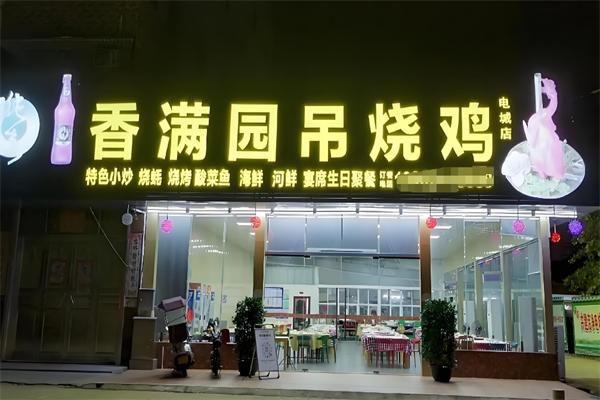 香满园吊烧鸡
电城店
特色小炒 烧蚝 烧烤 酸菜鱼 海鲜 河鲜 宴席生日聚餐